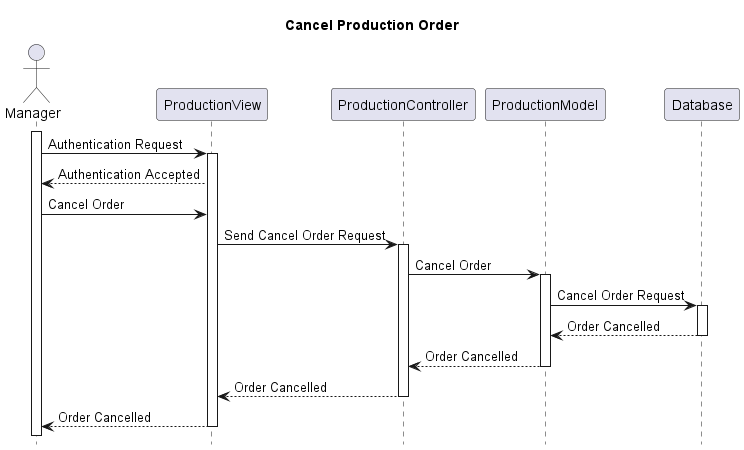 Cancel Production Order
Manager
ProductionView
ProductionController
ProductionModel
Database
Authentication Request
Authentication Accepted
Cancel Order
Send Cancel Order Request
Cancel Order
Cancel Order Request
Order Cancelled
Order Cancelled
Order Cancelled
Order Cancelled